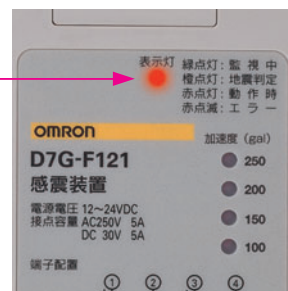 表示灯
緑点灯:監視中
橙点灯:地震判定
赤点灯:動作時
赤点滅:エラー
OMRON
D7G-F121
感震装置
電源電圧 12~24VDC
接点容量 AC250V 5A
DC 30V 5A
端子配置
加速度 (gal)
250
200
150
100
① ② ③ ④